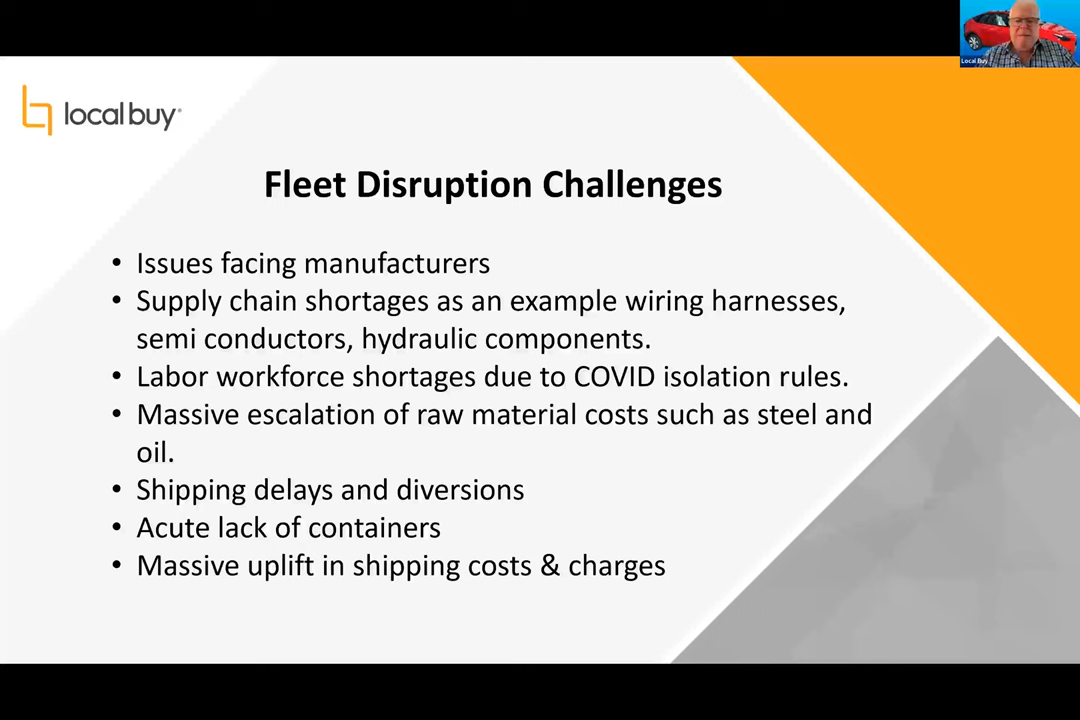 Local Buy
localbuy
Fleet Disruption Challenges
• Issues facing manufacturers
• Supply chain shortages as an example wiring harnesses,
semi conductors, hydraulic components.
• Labor workforce shortages due to COVID isolation rules.
• Massive escalation of raw material costs such as steel and
oil.
• Shipping delays and diversions
• Acute lack of containers
• Massive uplift in shipping costs & charges